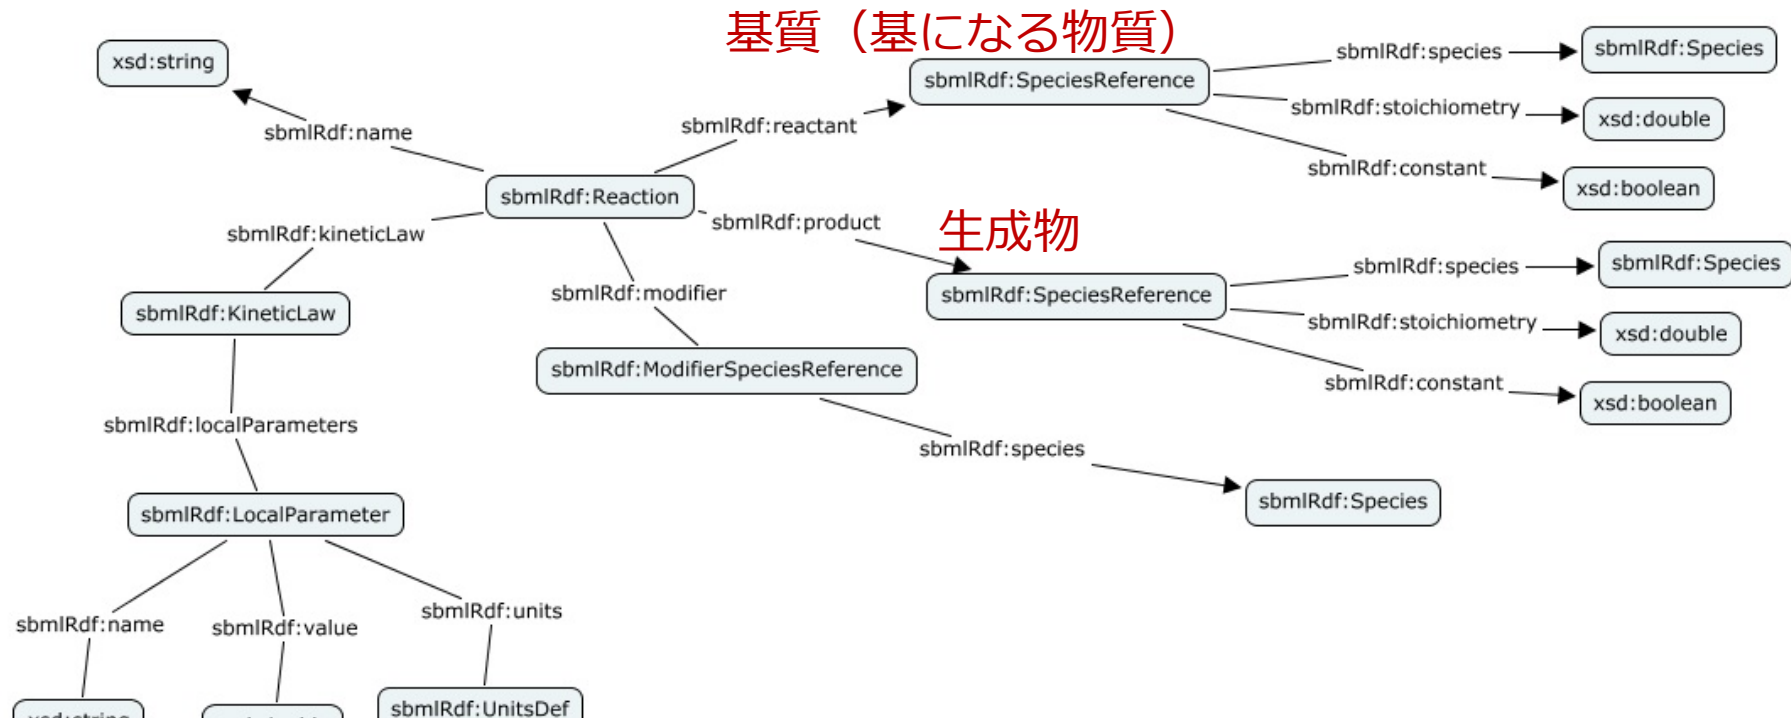 基質（基になる物質）
xsd:string
sbmlRdf:species
sbmlRdf:Species
sbmlRdf:SpeciesReference
sbmlRdf:name
sbmlRdf:reactant
sbmlRdf:stoichiometry
xsd:double
sbmlRdf:constant
xsd:boolean
sbmlRdf:Reaction
sbmlRdf:kineticLaw
sbmlRdf:product
生成物
sbmlRdf:species
sbmlRdf:Species
sbmlRdf:KineticLaw
sbmlRdf:modifier
sbmlRdf:SpeciesReference
sbmlRdf:stoichiometry
xsd:double
sbmlRdf:ModifierSpeciesReference
sbmlRdf:constant
xsd:boolean
sbmlRdf:localParameters
sbmlRdf:species
sbmlRdf:Species
sbmlRdf:LocalParameter
sbmlRdf:name
sbmlRdf:value
sbmlRdf:units
xsd:string
sbmlRdf:UnitsDef